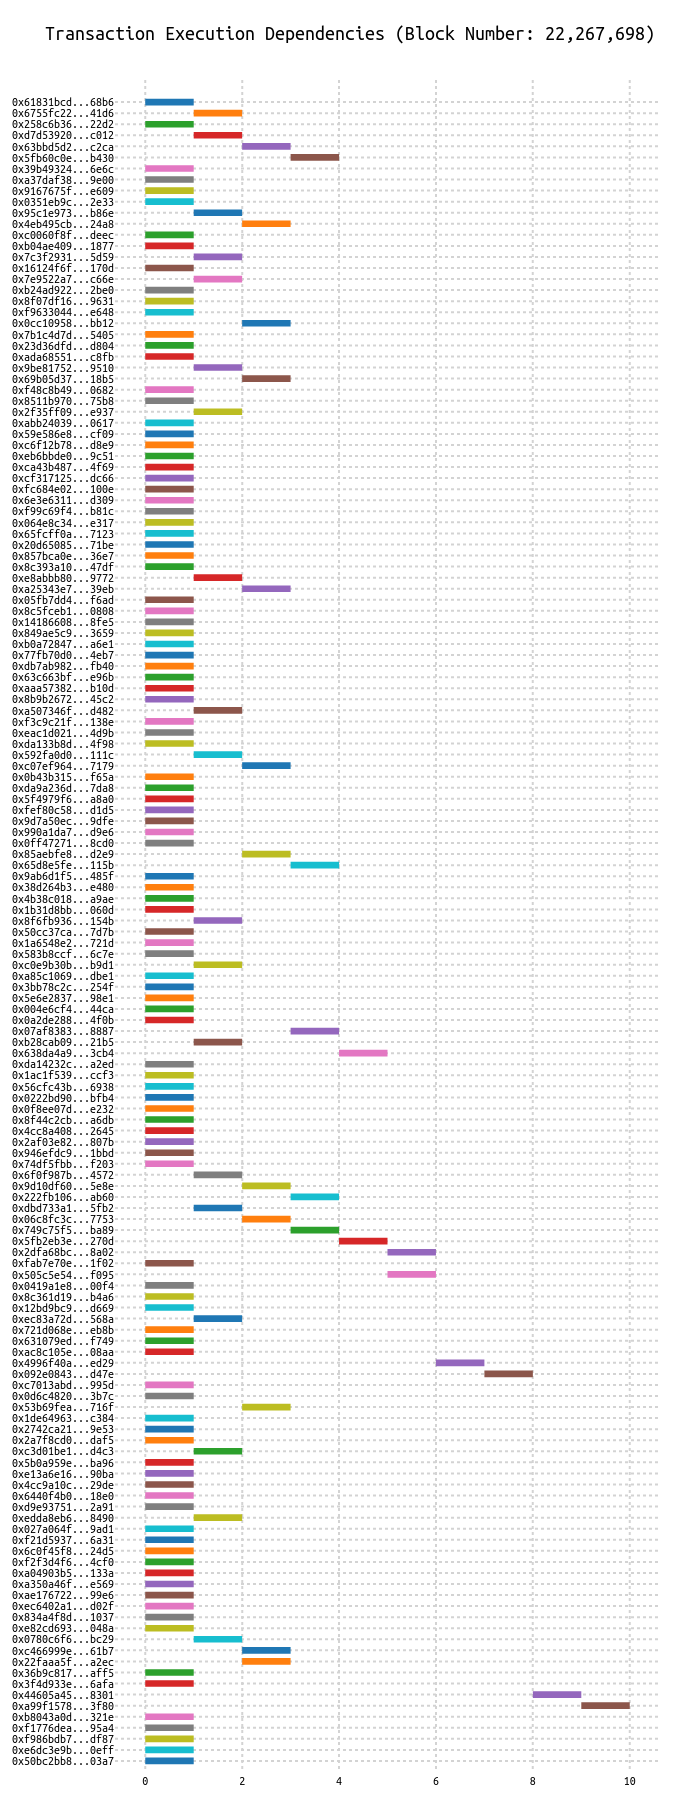 Transaction Execution Dependencies (Block Number: 22,267,698)
0x61831bcd...68b6
0x6755fc22...41d6
0x258c6b36...22d2
0xd7d53920...c012
0x63bbd5d2...c2ca
0x5fb60c0e...b430
0x39b49324...6e6c
0xa37daf38...9e00
0x9167675f...e609
0x0351eb9c...2e33
0x95c1e973...b86e
0x4eb495cb...24a8
0xc0060f8f...deec
0xb04ae409...1877
0x7c3f2931...5d59
0x16124f6f...170d
0x7e9522a7...c66e
0xb24ad922...2be0
0x8f07df16...9631
0xf9633044...e648
0x0cc10958...bb12
0x7b1c4d7d...5405
0x23d36dfd...d804
0xada68551...c8fb
0x9be81752...9510
0x69b05d37...18b5
0xf48c8b49...0682
0x8511b970...75b8
0x2f35ff09...e937
0xabb24039...0617
0x59e586e8...cf09
0xc6f12b78...d8e9
0xeb6bbde0...9c51
0xca43b487...4f69
0xcf317125...dc66
0xfc684e02...100e
0x6e3e6311...d309
0xf99c69f4...b81c
0x064e8c34...e317
0x65fcff0a...7123
0x20d65085...71be
0x857bca0e...36e7
0x8c393a10...47df
0xe8abbb80...9772
0xa25343e7...39eb
0x05fb7dd4...f6ad
0x8c5fceb1...0808
0x14186608...8fe5
0x849ae5c9...3659
0xb0a72847...a6e1
0x77fb70d0...4eb7
0xdb7ab982...fb40
0x63c663bf...e96b
0xaaa57382...b10d
0x8b9b2672...45c2
0xa507346f...d482
0xf3c9c21f...138e
0xeac1d021...4d9b
0xda133b8d...4f98
0x592fa0d0...111c
0xc07ef964...7179
0x0b43b315...f65a
0xda9a236d...7da8
0x5f4979f6...a8a0
0xfef80c58...d1d5
0x9d7a50ec...9dfe
0x990a1da7...d9e6
0x0ff47271...8cd0
0x85aebfe8...d2e9
0x65d8e5fe...115b
0x9ab6d1f5...485f
0x38d264b3...e480
0x4b38c018...a9ae
0x1b31d8bb...060d
0x8f6fb936...154b
0x50cc37ca...7d7b
0x1a6548e2...721d
0x583b8ccf...6c7e
0xc0e9b30b...b9d1
0xa85c1069...dbe1
0x3bb78c2c...254f
0x5e6e2837...98e1
0x004e6cf4...44ca
0x0a2de288...4f0b
0x07af8383...8887
0xb28cab09...21b5
0x638da4a9...3cb4
0xda14232c...a2ed
0x1ac1f539...ccf3
0x56cfc43b...6938
0x0222bd90...bfb4
0x0f8ee07d...e232
0x8f44c2cb...a6db
0x4cc8a408...2645
0x2af03e82...807b
0x946efdc9...1bbd
0x74df5fbb...f203
0x6f0f987b...4572
0x9d10df60...5e8e
0x222fb106...ab60
0xdbd733a1...5fb2
0x06c8fc3c...7753
0x749c75f5...ba89
0x5fb2eb3e...270d
0x2dfa68bc...8a02
0xfab7e70e...1f02
0x505c5e54...f095
0x0419a1e8...00f4
0x8c361d19...b4a6
0x12bd9bc9...d669
0xec83a72d...568a
0x721d068e...eb8b
0x631079ed...f749
0xac8c105e...08aa
0x4996f40a...ed29
0x092e0843...d47e
0xc7013abd...995d
0x0d6c4820...3b7c
0x53b69fea...716f
0x1de64963...c384
0x2742ca21...9e53
0x2a7f8cd0...daf5
0xc3d01be1...d4c3
0x5b0a959e...ba96
0xe13a6e16...90ba
0x4cc9a10c...29de
0x6440f4b0...18e0
0xd9e93751...2a91
0xedda8eb6...8490
0x027a064f...9ad1
0xf21d5937...6a31
0x6c0f45f8...24d5
0xf2f3d4f6...4cf0
0xa04903b5...133a
0xa350a46f...e569
0xae176722...99e6
0xec6402a1...d02f
0x834a4f8d...1037
0xe82cd693...048a
0x0780c6f6...bc29
0xc466999e...61b7
0x22faaa5f...a2ec
0x36b9c817...aff5
0x3f4d933e...6afa
0x44605a45...8301
0xa99f1578...3f80
0xb8043a0d...321e
0xf1776dea...95a4
0xf986bdb7...df87
0xe6dc3e9b...0eff
0x50bc2bb8...03a7
0 2 4 6 8 10